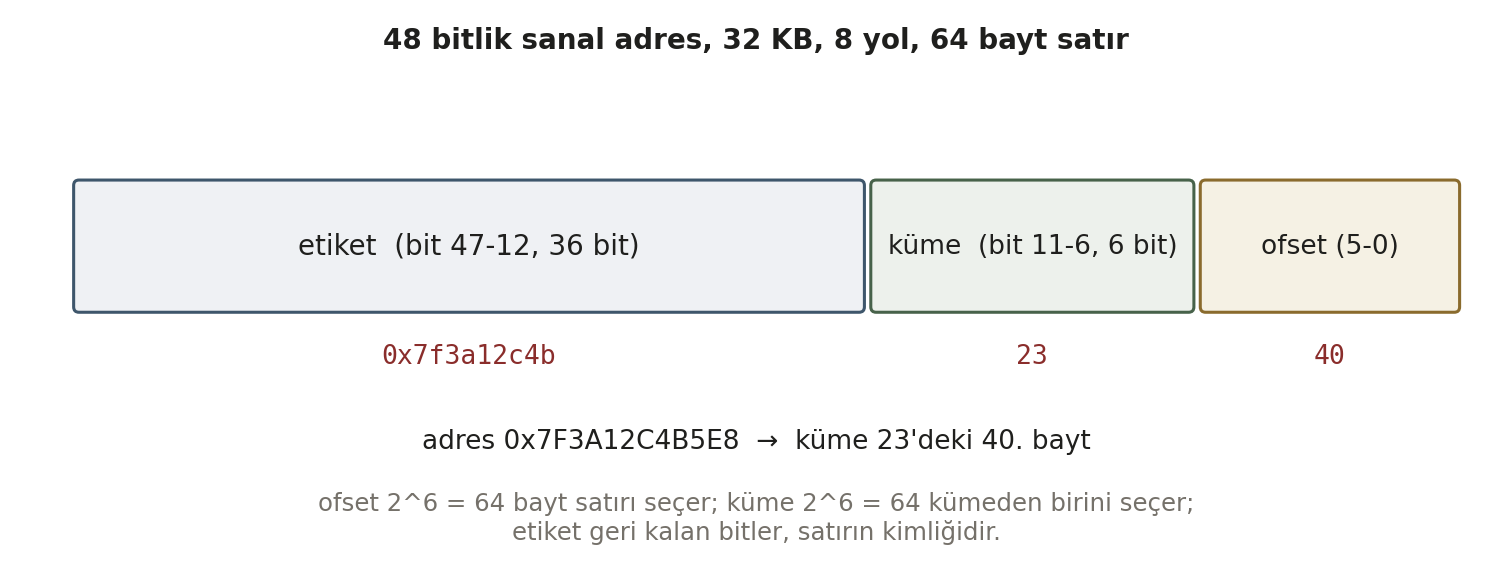 48 bitlik sanal adres, 32 KB, 8 yol, 64 bayt satır
etiket  (bit 47-12, 36 bit)
küme  (bit 11-6, 6 bit)
ofset (5-0)
0x7f3a12c4b
23
40
adres 0x7F3A12C4B5E8  →  küme 23'deki 40. bayt
ofset 2^6 = 64 bayt satırı seçer; küme 2^6 = 64 kümeden birini seçer;
etiket geri kalan bitler, satırın kimliğidir.